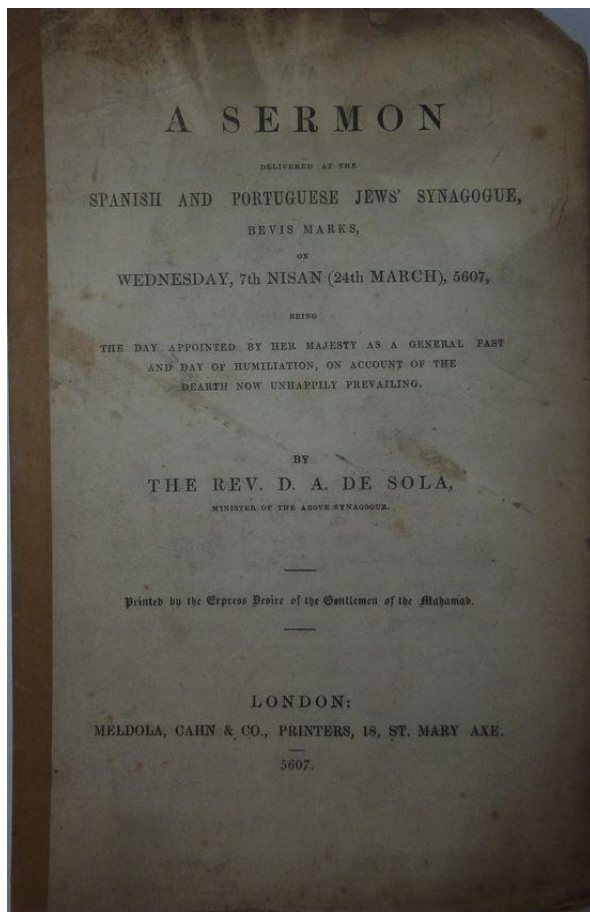 A SERMON
DELIVERED AT THE
SPANISH AND PORTUGUESE JEWS' SYNAGOGUE,
BEVIS MARKS,
ON
WEDNESDAY, 7th NISAN (24th MARCH), 5607,
BEING
THE DAY APPOINTED BY HER MAJESTY AS A GENERAL FAST
AND DAY OF HUMILIATION, ON ACCOUNT OF THE
DEARTH NOW UNHAPPILY PREVAILING.
BY
THE REV. D. A. DE SOLA,
MINISTER OF THE ABOVE SYNAGOGUE.
Printed by the Express Desire of the Gentlemen of the Mahamad.
LONDON:
MELDOLA, CAHN & CO., PRINTERS, 18, ST. MARY AXE.
5607.